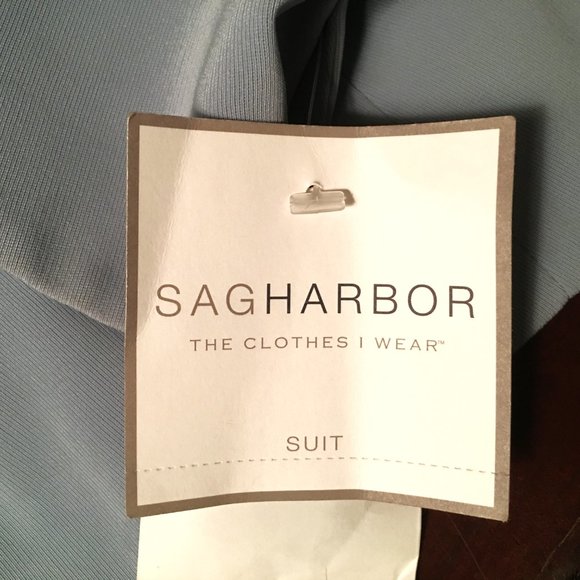 SAGHARBOR
THE CLOTHES I WEAR™
SUIT